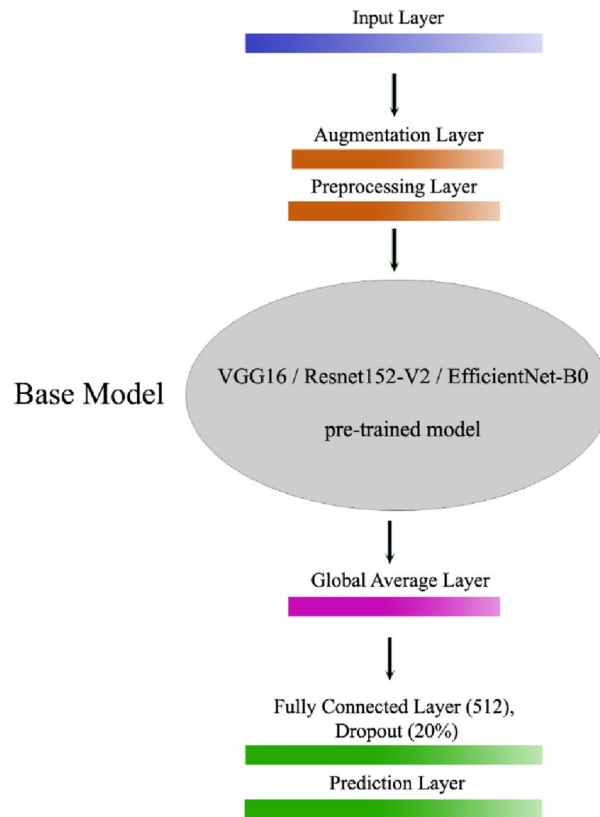 Input Layer
Augmentation Layer
Preprocessing Layer
Base Model
VGG16 / Resnet152-V2 / EfficientNet-B0
pre-trained model
Global Average Layer
Fully Connected Layer (512),
Dropout (20%)
Prediction Layer